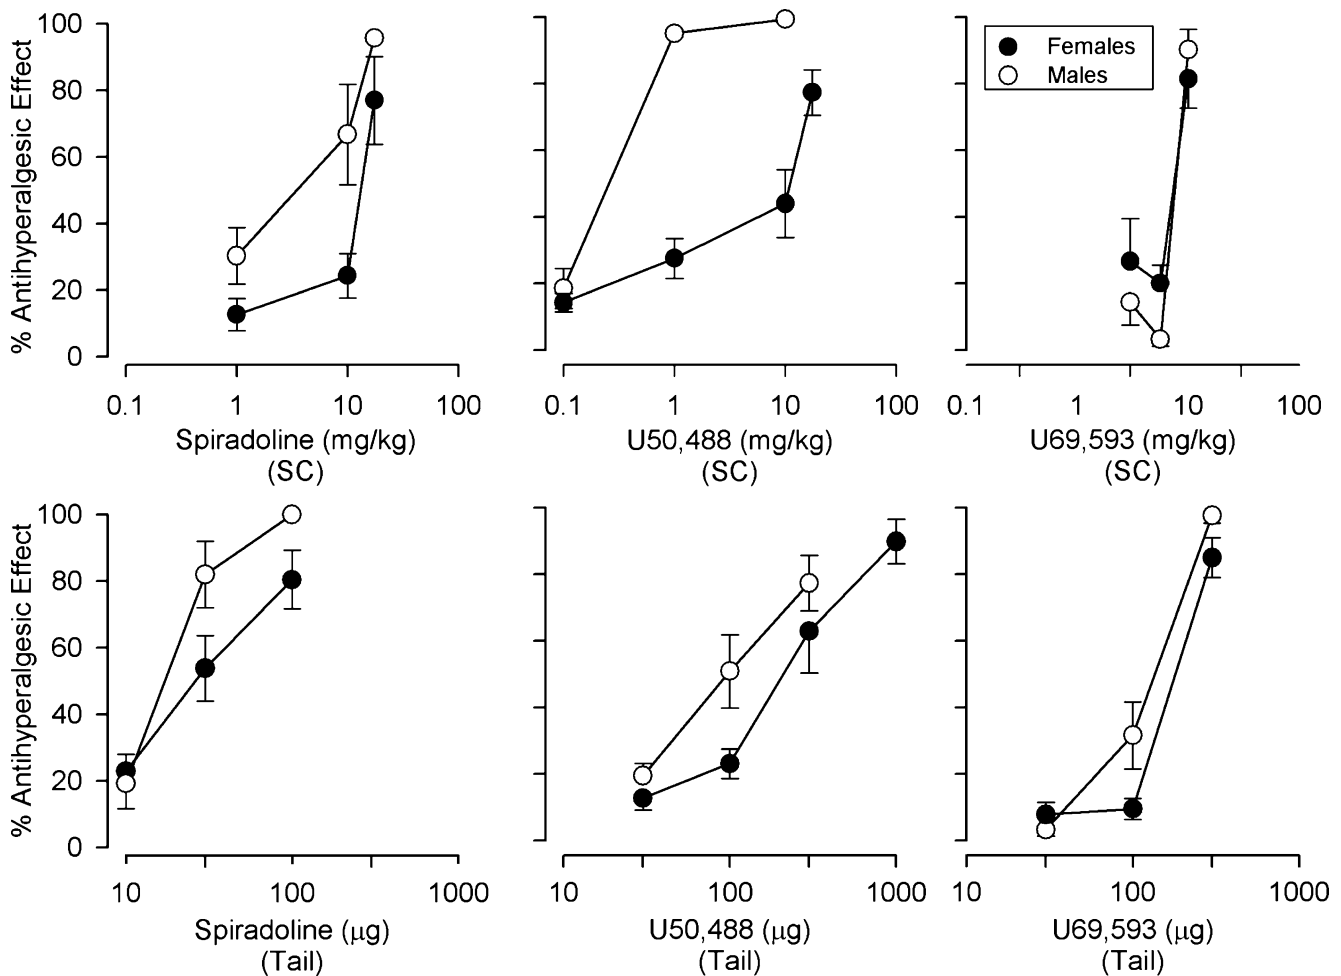 % Antihyperalgesic Effect
100
80
60
40
20
0
0.1 1 10 100
Spiradoline (mg/kg)
(SC)
0.1 1 10 100
U50,488 (mg/kg)
(SC)
Females
Males
0.1 1 10 100
U69,593 (mg/kg)
(SC)
% Antihyperalgesic Effect
100
80
60
40
20
0
10 100 1000
Spiradoline (µg)
(Tail)
10 100 1000
U50,488 (µg)
(Tail)
10 100 1000
U69,593 (µg)
(Tail)